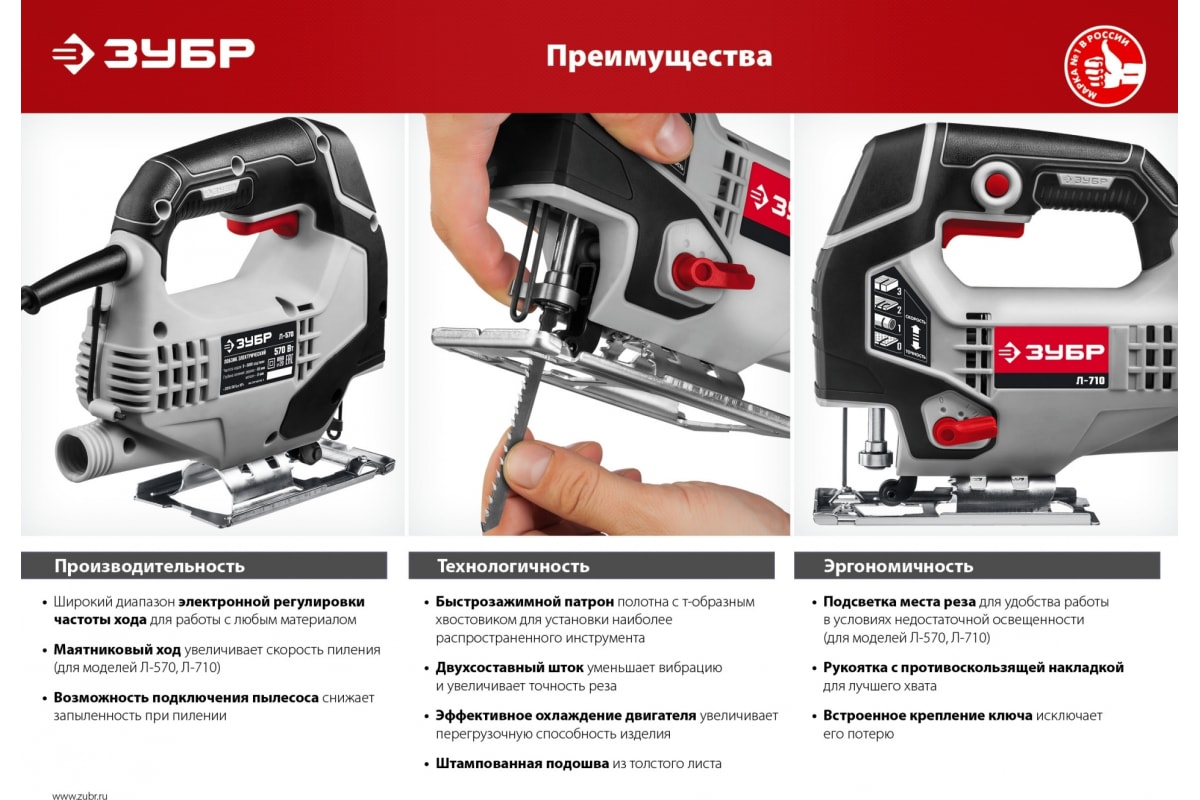 ЗУБР
Преимущества
МАРКА №1 В РОССИИ
ЗУБР
Л-570
ЛОБЗИК ЭЛЕКТРИЧЕСКИЙ
570 Вт
ЗУБР
3
2
1
0
СКОРОСТЬ
ТОЧНОСТЬ
ЗУБР
ЗУБР
Л-710
0
Производительность
• Широкий диапазон электронной регулировки
частоты хода для работы с любым материалом
• Маятниковый ход увеличивает скорость пиления
(для моделей Л-570, Л-710)
• Возможность подключения пылесоса снижает
запыленность при пилении
Технологичность
• Быстрозажимной патрон полотна с т-образным
хвостовиком для установки наиболее
распространенного инструмента
• Двухсоставный шток уменьшает вибрацию
и увеличивает точность реза
• Эффективное охлаждение двигателя увеличивает
перегрузочную способность изделия
• Штампованная подошва из толстого листа
Эргономичность
• Подсветка места реза для удобства работы
в условиях недостаточной освещенности
(для моделей Л-570, Л-710)
• Рукоятка с противоскользящей накладкой
для лучшего хвата
• Встроенное крепление ключа исключает
его потерю
www.zubr.ru